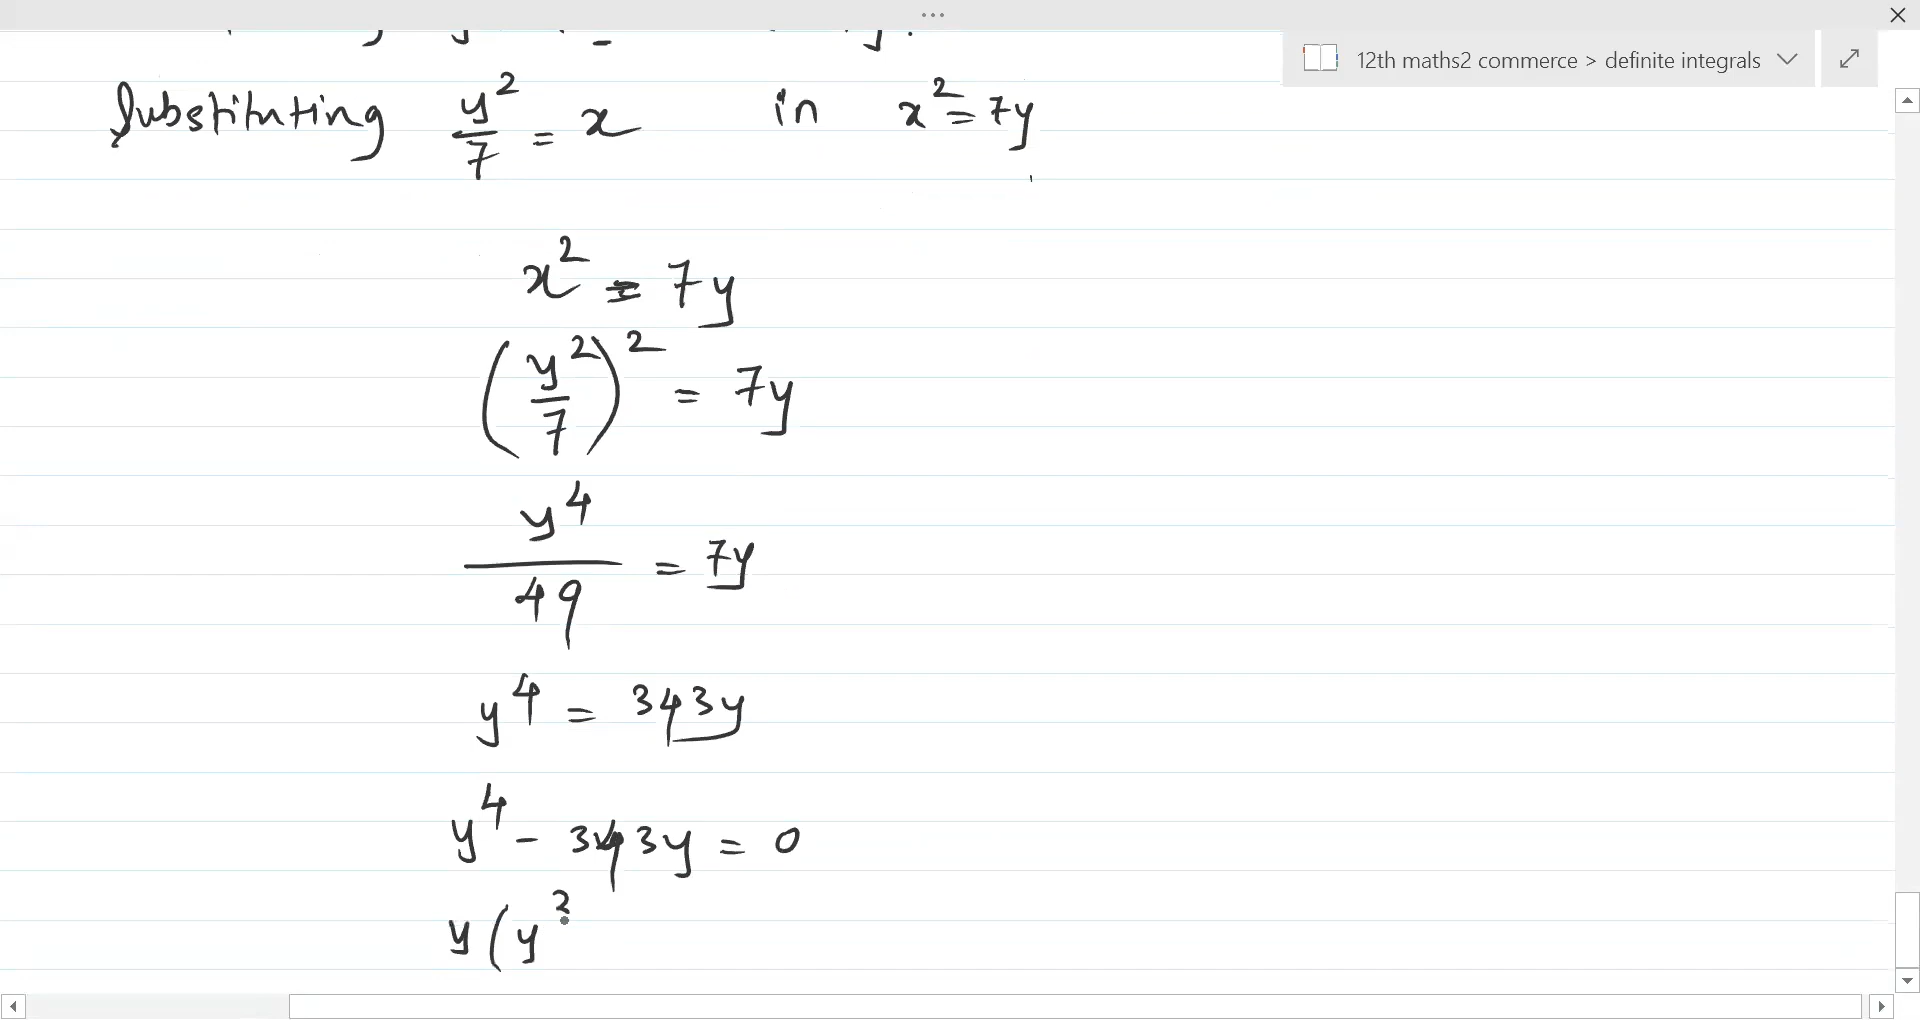 ...
12th maths2 commerce > definite integrals
Substituting y²/7 = x in x² = 7y
x² = 7y
(y²/7)² = 7y
y⁴/49 = 7y
y⁴ = 343y
y⁴ - 343y = 0
y(y³